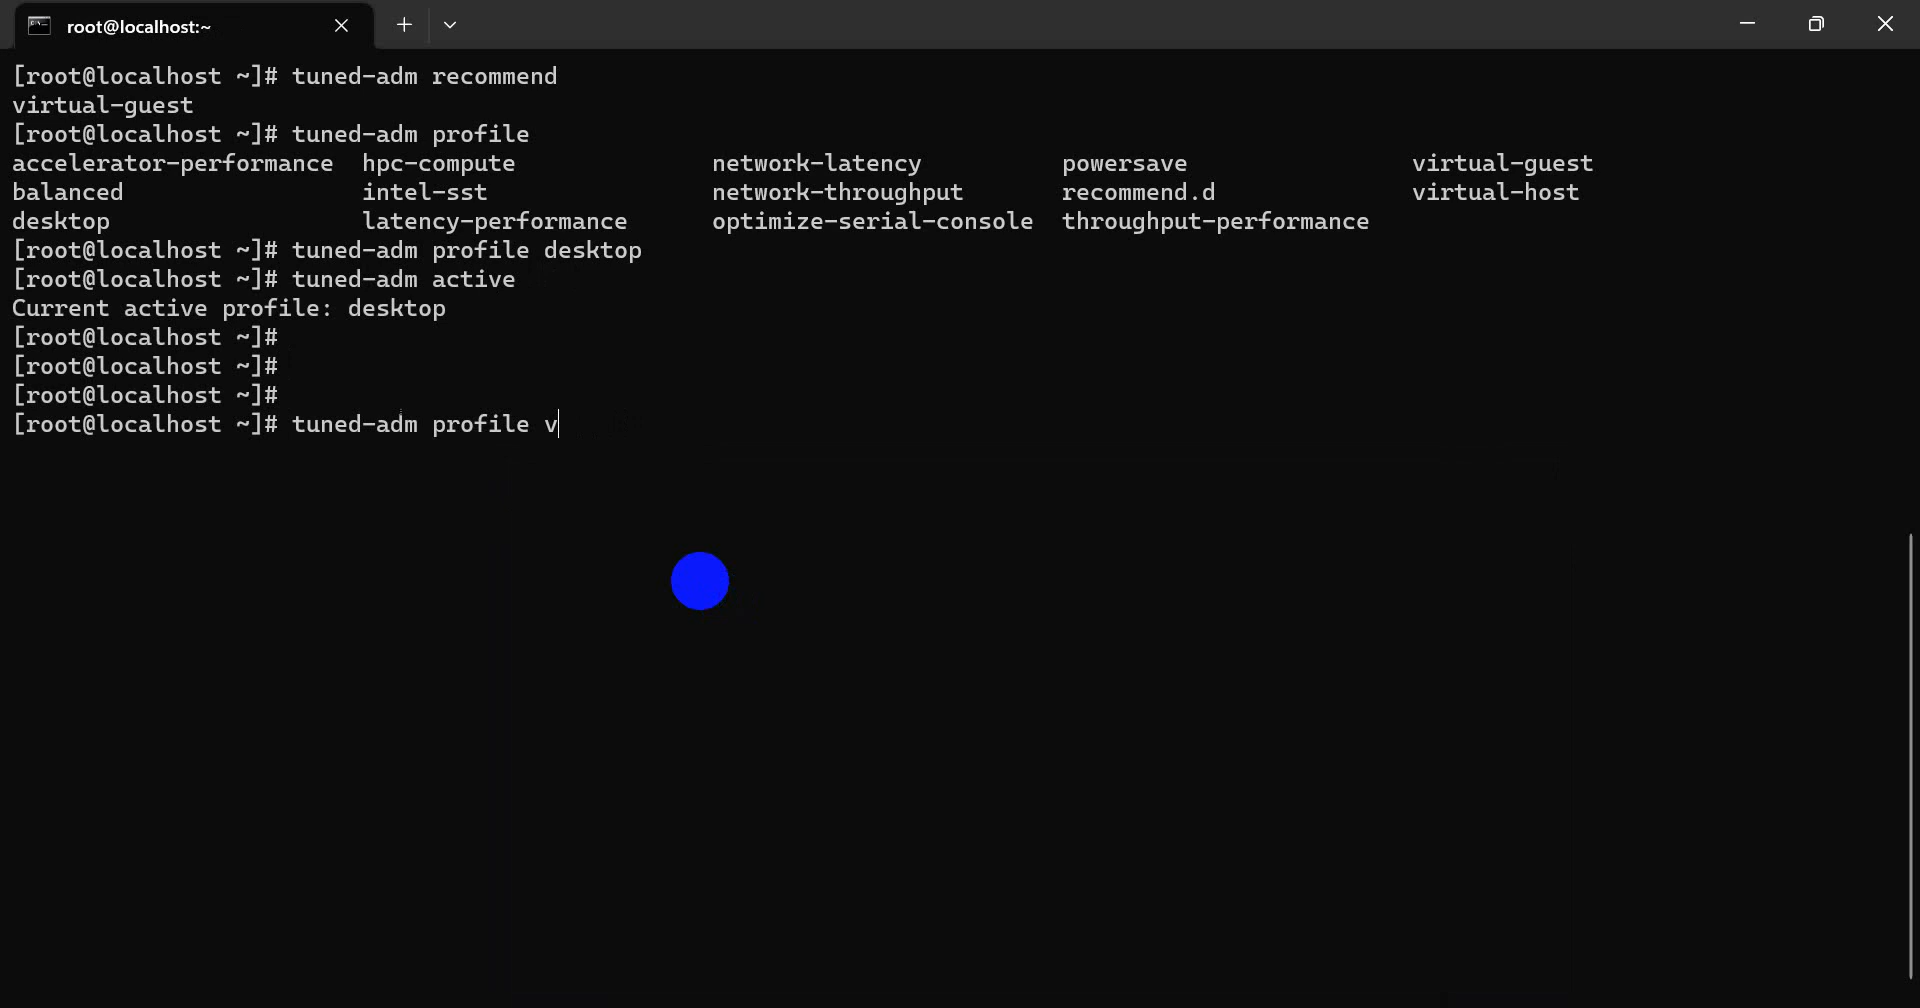 root@localhost:~
[root@localhost ~]# tuned-adm recommend
virtual-guest
[root@localhost ~]# tuned-adm profile
accelerator-performance  hpc-compute              network-latency          powersave                virtual-guest
balanced                 intel-sst                network-throughput       recommend.d              virtual-host
desktop                  latency-performance      optimize-serial-console  throughput-performance
[root@localhost ~]# tuned-adm profile desktop
[root@localhost ~]# tuned-adm active
Current active profile: desktop
[root@localhost ~]#
[root@localhost ~]#
[root@localhost ~]#
[root@localhost ~]# tuned-adm profile v